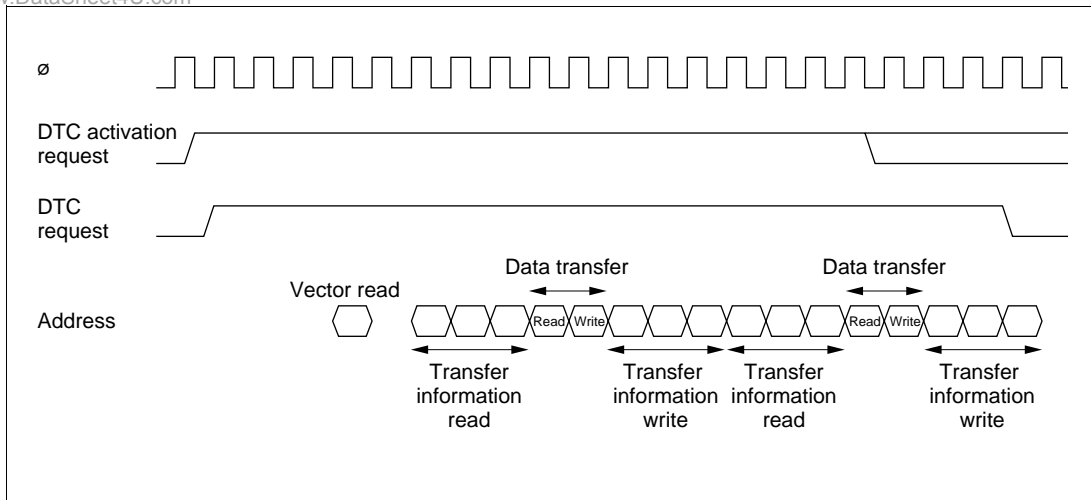 ø
DTC activation
request
DTC
request
Data transfer Data transfer
Vector read
Address Read Write Read Write
Transfer Transfer Transfer Transfer
information information information information
read write read write